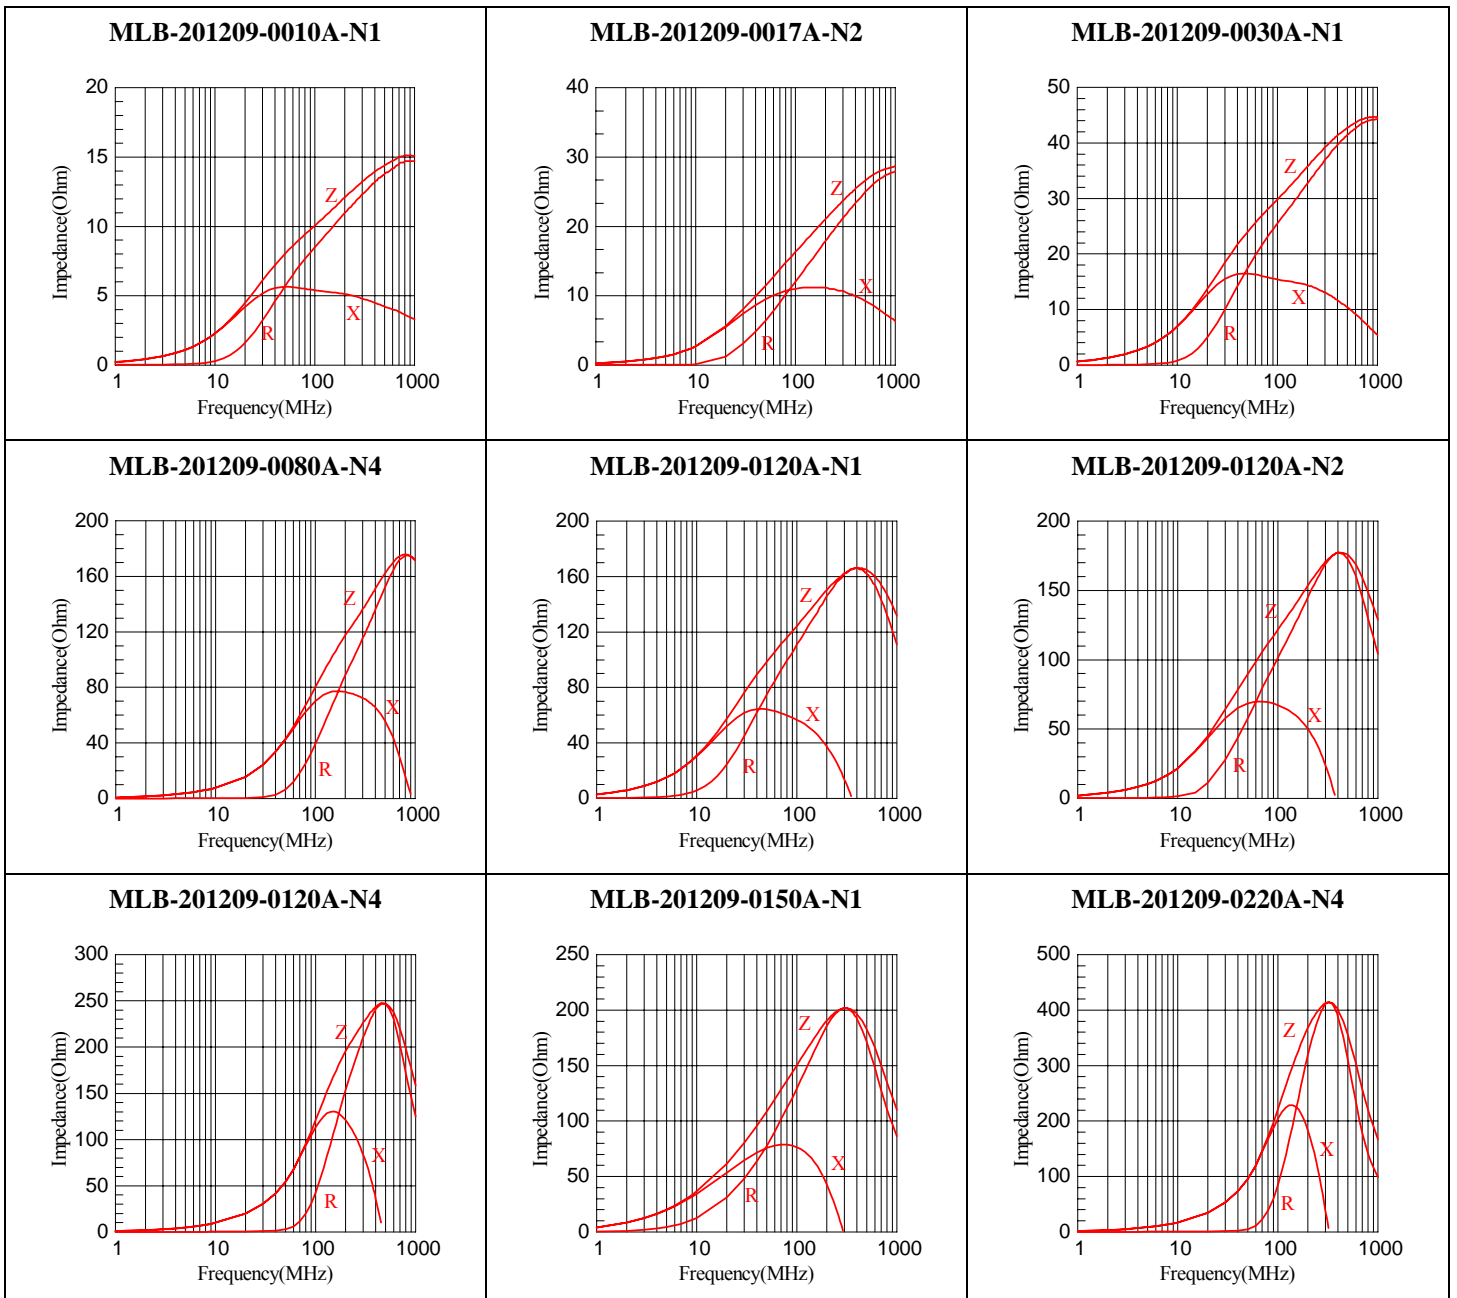 MLB-201209-0010A-N1
20
15
10
5
0
Impedance(Ohm)
Z
R
X
1 10 100 1000
Frequency(MHz)
MLB-201209-0017A-N2
40
30
20
10
0
Impedance(Ohm)
Z
X
R
1 10 100 1000
Frequency(MHz)
MLB-201209-0030A-N1
50
40
30
20
10
0
Impedance(Ohm)
Z
X
R
1 10 100 1000
Frequency(MHz)
MLB-201209-0080A-N4
200
160
120
80
40
0
Impedance(Ohm)
Z
X
R
1 10 100 1000
Frequency(MHz)
MLB-201209-0120A-N1
200
160
120
80
40
0
Impedance(Ohm)
Z
X
R
1 10 100 1000
Frequency(MHz)
MLB-201209-0120A-N2
200
150
100
50
0
Impedance(Ohm)
Z
X
R
1 10 100 1000
Frequency(MHz)
MLB-201209-0120A-N4
300
250
200
150
100
50
0
Impedance(Ohm)
Z
X
R
1 10 100 1000
Frequency(MHz)
MLB-201209-0150A-N1
250
200
150
100
50
0
Impedance(Ohm)
Z
X
R
1 10 100 1000
Frequency(MHz)
MLB-201209-0220A-N4
500
400
300
200
100
0
Impedance(Ohm)
Z
X
R
1 10 100 1000
Frequency(MHz)